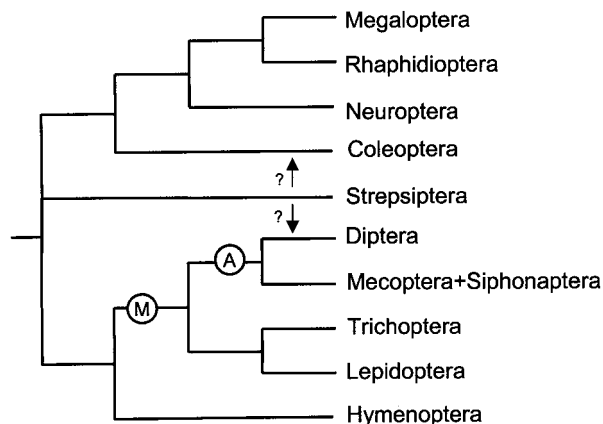 Megaloptera
Rhaphidioptera
Neuroptera
Coleoptera
?
Strepsiptera
?
Diptera
A
Mecoptera+Siphonaptera
M
Trichoptera
Lepidoptera
Hymenoptera